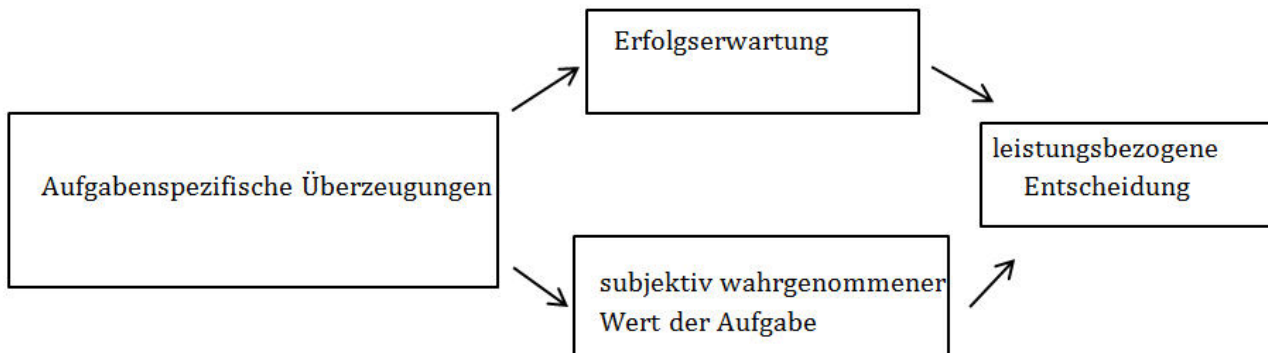 Erfolgserwartung
Aufgabenspezifische Überzeugungen
leistungsbezogene
Entscheidung
subjektiv wahrgenommener
Wert der Aufgabe